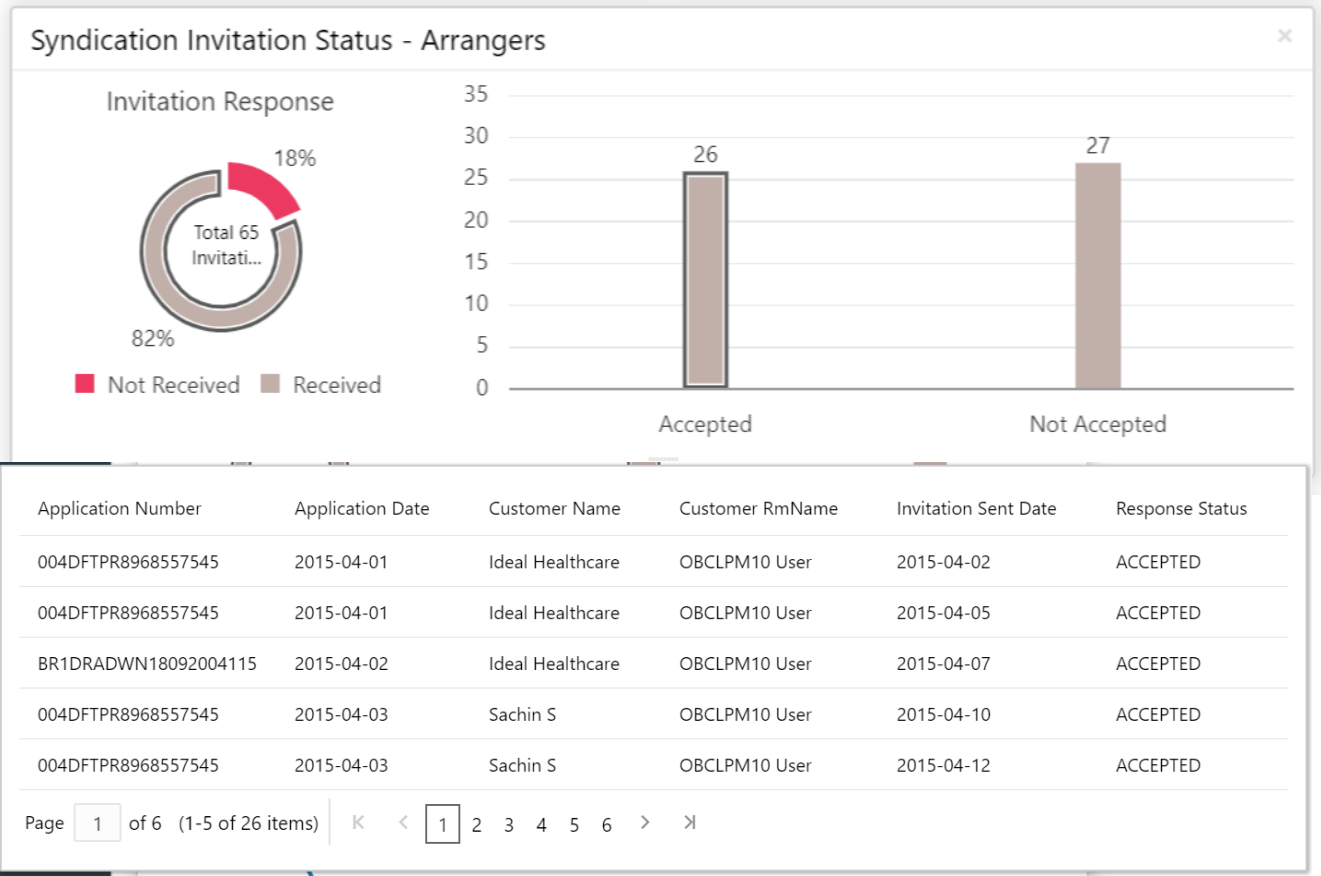 Syndication Invitation Status - Arrangers
×
Invitation Response
18%
Total 65
Invitati...
82%
Not Received Received
35
30
25
20
15
10
5
0
26
27
Accepted Not Accepted
Application Number Application Date Customer Name Customer RmName Invitation Sent Date Response Status
004DFTPR8968557545 2015-04-01 Ideal Healthcare OBCLPM10 User 2015-04-02 ACCEPTED
004DFTPR8968557545 2015-04-01 Ideal Healthcare OBCLPM10 User 2015-04-05 ACCEPTED
BR1DRADWN18092004115 2015-04-02 Ideal Healthcare OBCLPM10 User 2015-04-07 ACCEPTED
004DFTPR8968557545 2015-04-03 Sachin S OBCLPM10 User 2015-04-10 ACCEPTED
004DFTPR8968557545 2015-04-03 Sachin S OBCLPM10 User 2015-04-12 ACCEPTED
Page 1 of 6 (1-5 of 26 items) 1 2 3 4 5 6